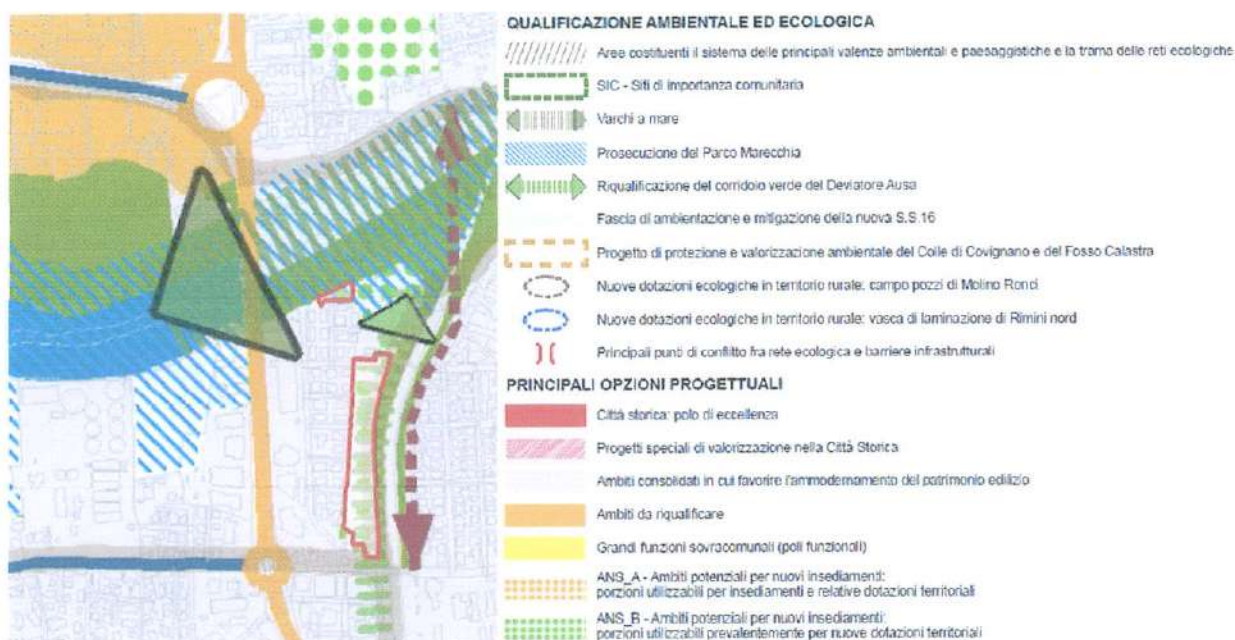 QUALIFICAZIONE AMBIENTALE ED ECOLOGICA
Aree costituenti il sistema delle principali valenze ambientali e paesaggistiche e la trama delle reti ecologiche
SIC - Siti di importanza comunitaria
Varchi a mare
Prosecuzione del Parco Marecchia
Riqualificazione del corridoio verde del Deviatore Ausa
Fascia di ambientazione e mitigazione della nuova S.S.16
Progetto di protezione e valorizzazione ambientale del Colle di Covignano e del Fosso Calastra
Nuove dotazioni ecologiche in territorio rurale: campo pozzi di Molino Ronci
Nuove dotazioni ecologiche in territorio rurale: vasca di laminazione di Rimini nord
Principali punti di conflitto fra rete ecologica e barriere infrastrutturali
PRINCIPALI OPZIONI PROGETTUALI
Città storica: polo di eccellenza
Progetti speciali di valorizzazione nella Città Storica
Ambiti consolidati in cui favorire l'ammodernamento del patrimonio edilizio
Ambiti da riqualificare
Grandi funzioni sovracomunali (poli funzionali)
ANS_A - Ambiti potenziali per nuovi insediamenti:
porzioni utilizzabili per insediamenti e relative dotazioni territoriali
ANS_B - Ambiti potenziali per nuovi insediamenti:
porzioni utilizzabili prevalentemente per nuove dotazioni territoriali